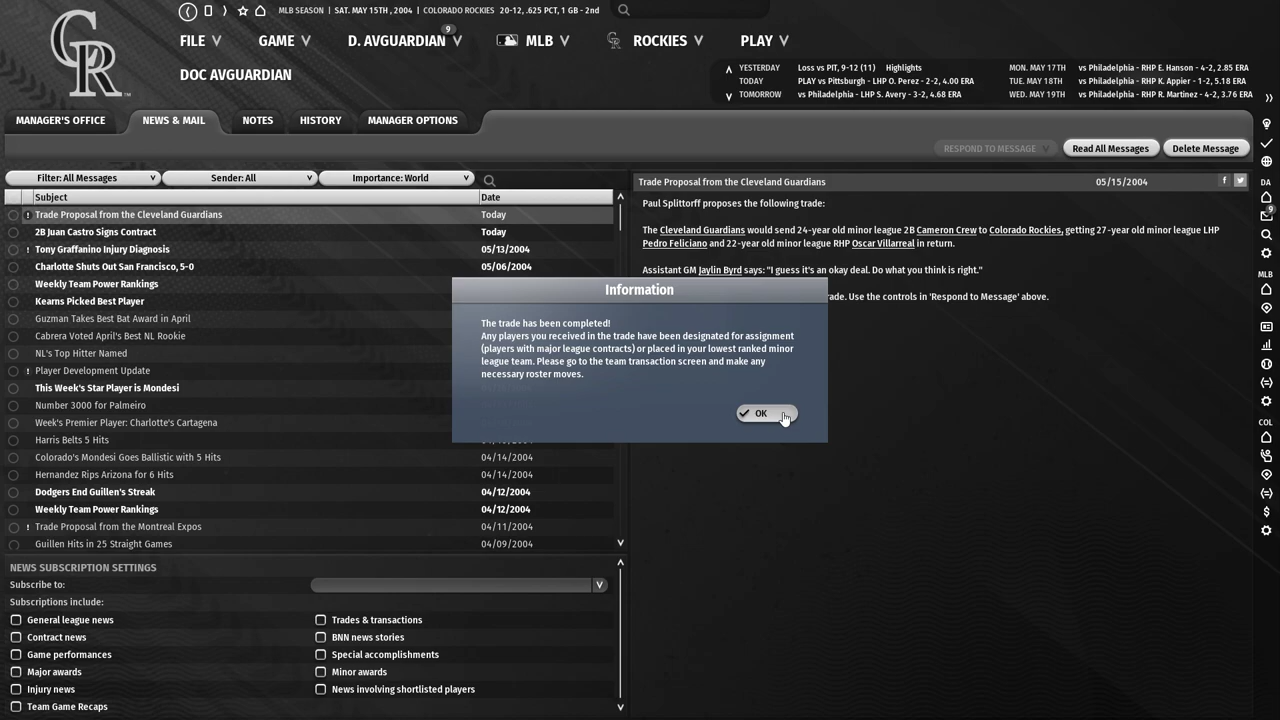 MLB SEASON | SAT. MAY 15TH , 2004 | COLORADO ROCKIES 20-12, .625 PCT, 1 GB - 2nd
FILE GAME D. AVGUARDIAN 9 MLB ROCKIES PLAY
DOC AVGUARDIAN
YESTERDAY Loss vs PIT, 9-12 (11) Highlights MON. MAY 17TH vs Philadelphia - RHP E. Hanson - 4-2, 2.85 ERA
TODAY PLAY vs Pittsburgh - LHP O. Perez - 2-2, 4.00 ERA TUE. MAY 18TH vs Philadelphia - RHP K. Appier - 1-2, 5.18 ERA
TOMORROW vs Philadelphia - LHP S. Avery - 3-2, 4.68 ERA WED. MAY 19TH vs Philadelphia - RHP R. Martinez - 4-2, 3.76 ERA
MANAGER'S OFFICE NEWS & MAIL NOTES HISTORY MANAGER OPTIONS
RESPOND TO MESSAGE Read All Messages Delete Message
Filter: All Messages Sender: All Importance: World
Subject Date
Trade Proposal from the Cleveland Guardians Today
2B Juan Castro Signs Contract Today
Tony Graffanino Injury Diagnosis 05/13/2004
Charlotte Shuts Out San Francisco, 5-0 05/06/2004
Weekly Team Power Rankings
Kearns Picked Best Player
Guzman Takes Best Bat Award in April
Cabrera Voted April's Best NL Rookie
NL's Top Hitter Named
Player Development Update
This Week's Star Player is Mondesi
Number 3000 for Palmeiro
Week's Premier Player: Charlotte's Cartagena
Harris Belts 5 Hits
Colorado's Mondesi Goes Ballistic with 5 Hits 04/14/2004
Hernandez Rips Arizona for 6 Hits 04/14/2004
Dodgers End Guillen's Streak 04/12/2004
Weekly Team Power Rankings 04/12/2004
Trade Proposal from the Montreal Expos 04/11/2004
Guillen Hits in 25 Straight Games 04/09/2004
Trade Proposal from the Cleveland Guardians 05/15/2004
Paul Splittorff proposes the following trade:
The Cleveland Guardians would send 24-year old minor league 2B Cameron Crew to Colorado Rockies, getting 27-year old minor league LHP
Pedro Feliciano and 22-year old minor league RHP Oscar Villarreal in return.
Assistant GM Jaylin Byrd says: "I guess it's an okay deal. Do what you think is right."
rade. Use the controls in 'Respond to Message' above.
Information
The trade has been completed!
Any players you received in the trade have been designated for assignment
(players with major league contracts) or placed in your lowest ranked minor
league team. Please go to the team transaction screen and make any
necessary roster moves.
OK
NEWS SUBSCRIPTION SETTINGS
Subscribe to:
Subscriptions include:
General league news Trades & transactions
Contract news BNN news stories
Game performances Special accomplishments
Major awards Minor awards
Injury news News involving shortlisted players
Team Game Recaps
DA
9
MLB
COL